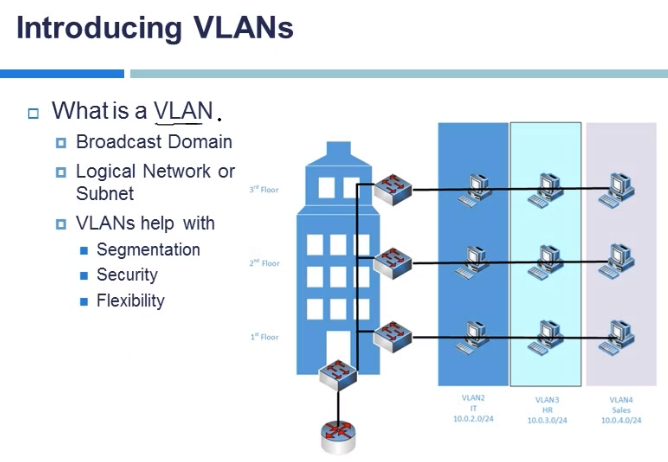 Introducing VLANs
What is a VLAN.
Broadcast Domain
Logical Network or
Subnet
VLANs help with
Segmentation
Security
Flexibility
3rd Floor
2nd Floor
1st Floor
VLAN2
IT
10.0.2.0/24
VLAN3
HR
10.0.3.0/24
VLAN4
Sales
10.0.4.0/24